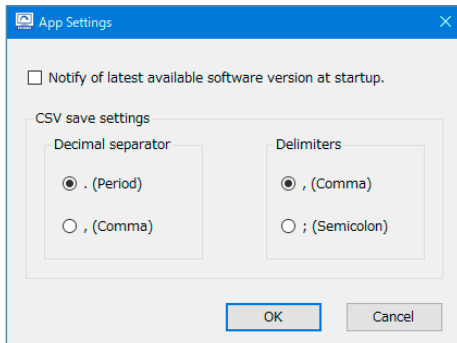 App Settings
Notify of latest available software version at startup.
CSV save settings
Decimal separator
. (Period)
, (Comma)
Delimiters
, (Comma)
; (Semicolon)
OK
Cancel